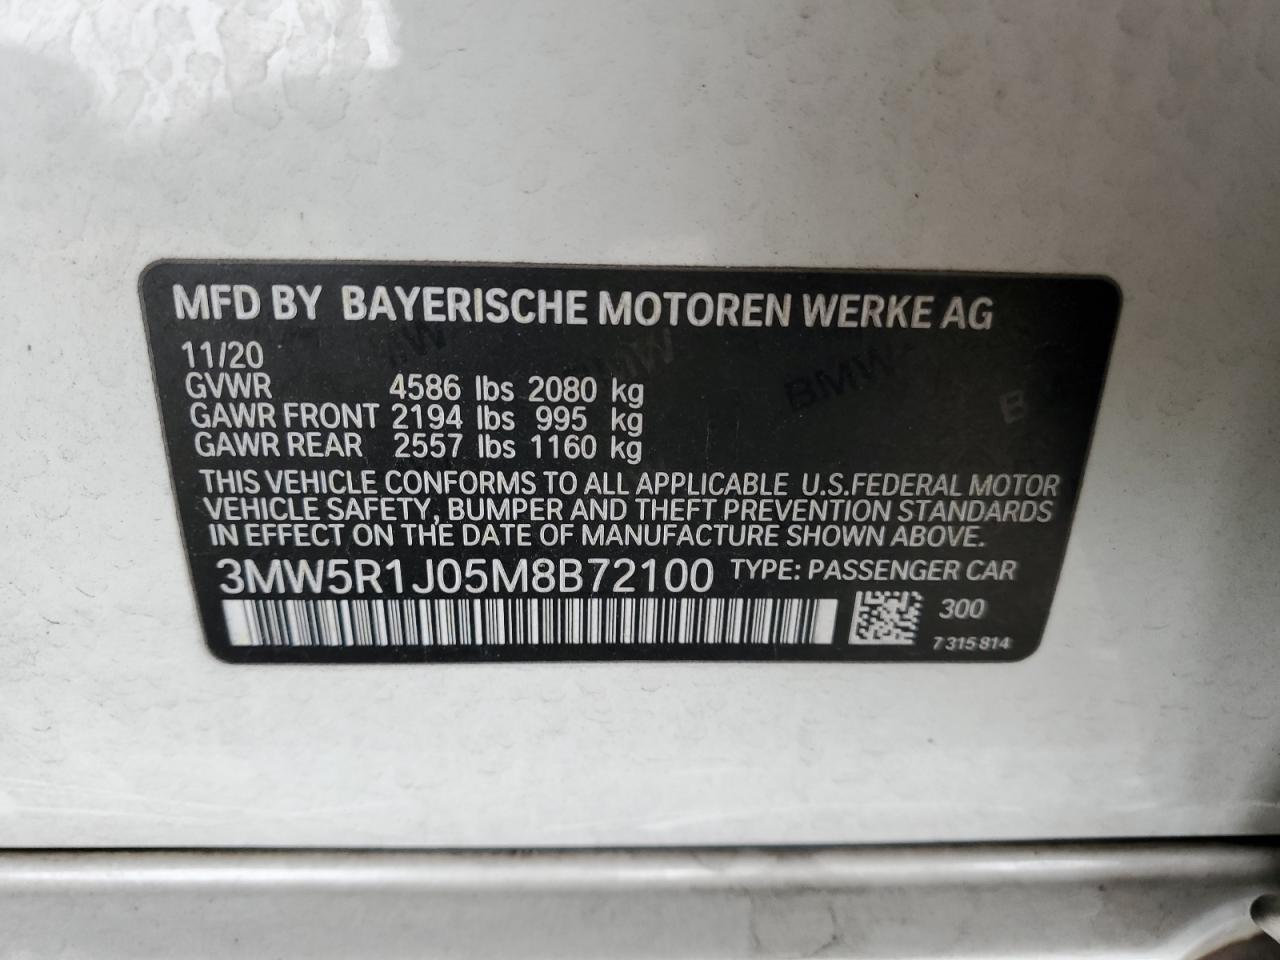 MFD BY BAYERISCHE MOTOREN WERKE AG
11/20
GVWR 4586 lbs 2080 kg
GAWR FRONT 2194 lbs 995 kg
GAWR REAR 2557 lbs 1160 kg
THIS VEHICLE CONFORMS TO ALL APPLICABLE U.S.FEDERAL MOTOR
VEHICLE SAFETY, BUMPER AND THEFT PREVENTION STANDARDS
IN EFFECT ON THE DATE OF MANUFACTURE SHOWN ABOVE.
3MW5R1J05M8B72100 TYPE: PASSENGER CAR
300
7 315 814